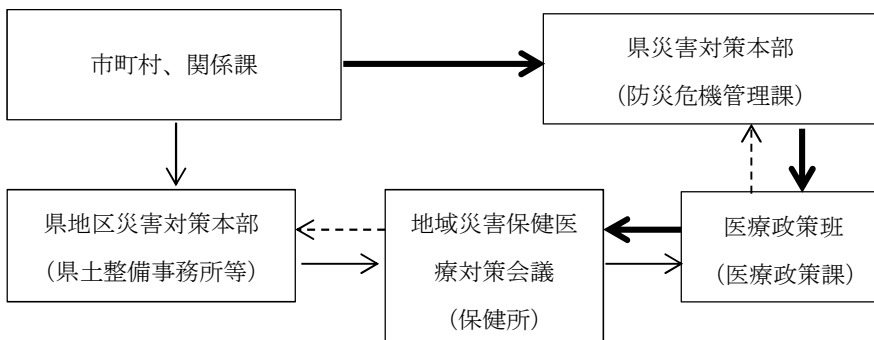 市町村、関係課
県災害対策本部
（防災危機管理課）
県地区災害対策本部
（県土整備事務所等）
地域災害保健医
療対策会議
（保健所）
医療政策班
（医療政策課）